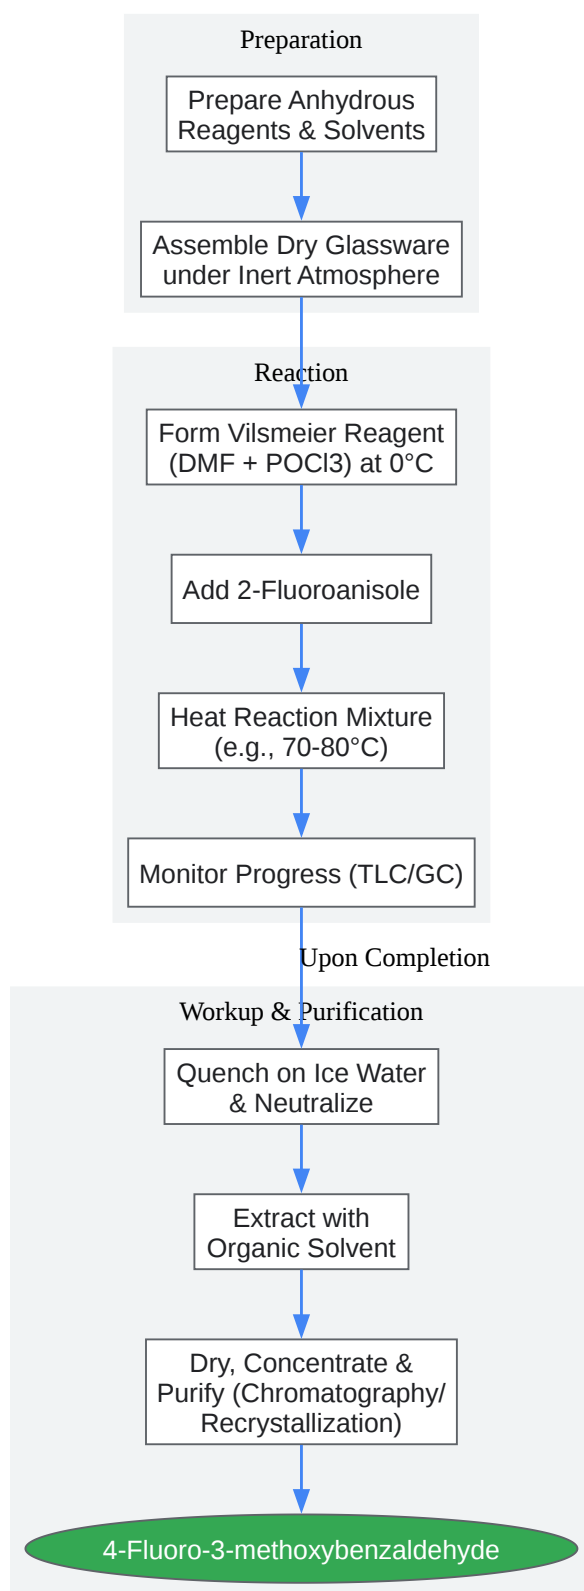 Preparation
Prepare Anhydrous
Reagents & Solvents
Assemble Dry Glassware
under Inert Atmosphere
Reaction
Form Vilsmeier Reagent
(DMF + POCl3) at 0°C
Add 2-Fluoroanisole
Heat Reaction Mixture
(e.g., 70-80°C)
Monitor Progress (TLC/GC)
Upon Completion
Workup & Purification
Quench on Ice Water
& Neutralize
Extract with
Organic Solvent
Dry, Concentrate &
Purify (Chromatography/
Recrystallization)
4-Fluoro-3-methoxybenzaldehyde